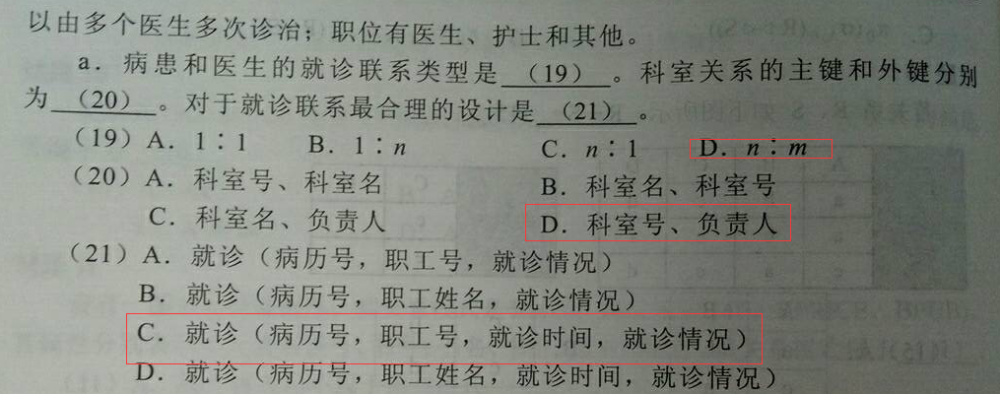 以由多个医生多次诊治；职位有医生、护士和其他。
a．病患和医生的就诊联系类型是 （19） 。科室关系的主键和外键分别
为 （20） 。对于就诊联系最合理的设计是 （21） 。
（19）A．1∶1 B．1∶n C．n∶1 D．n∶m
（20）A．科室号、科室名 B．科室名、科室号
C．科室名、负责人 D．科室号、负责人
（21）A．就诊（病历号，职工号，就诊情况）
B．就诊（病历号，职工姓名，就诊情况）
C．就诊（病历号，职工号，就诊时间，就诊情况）
D．就诊（病历号，职工姓名，就诊时间，就诊情况）